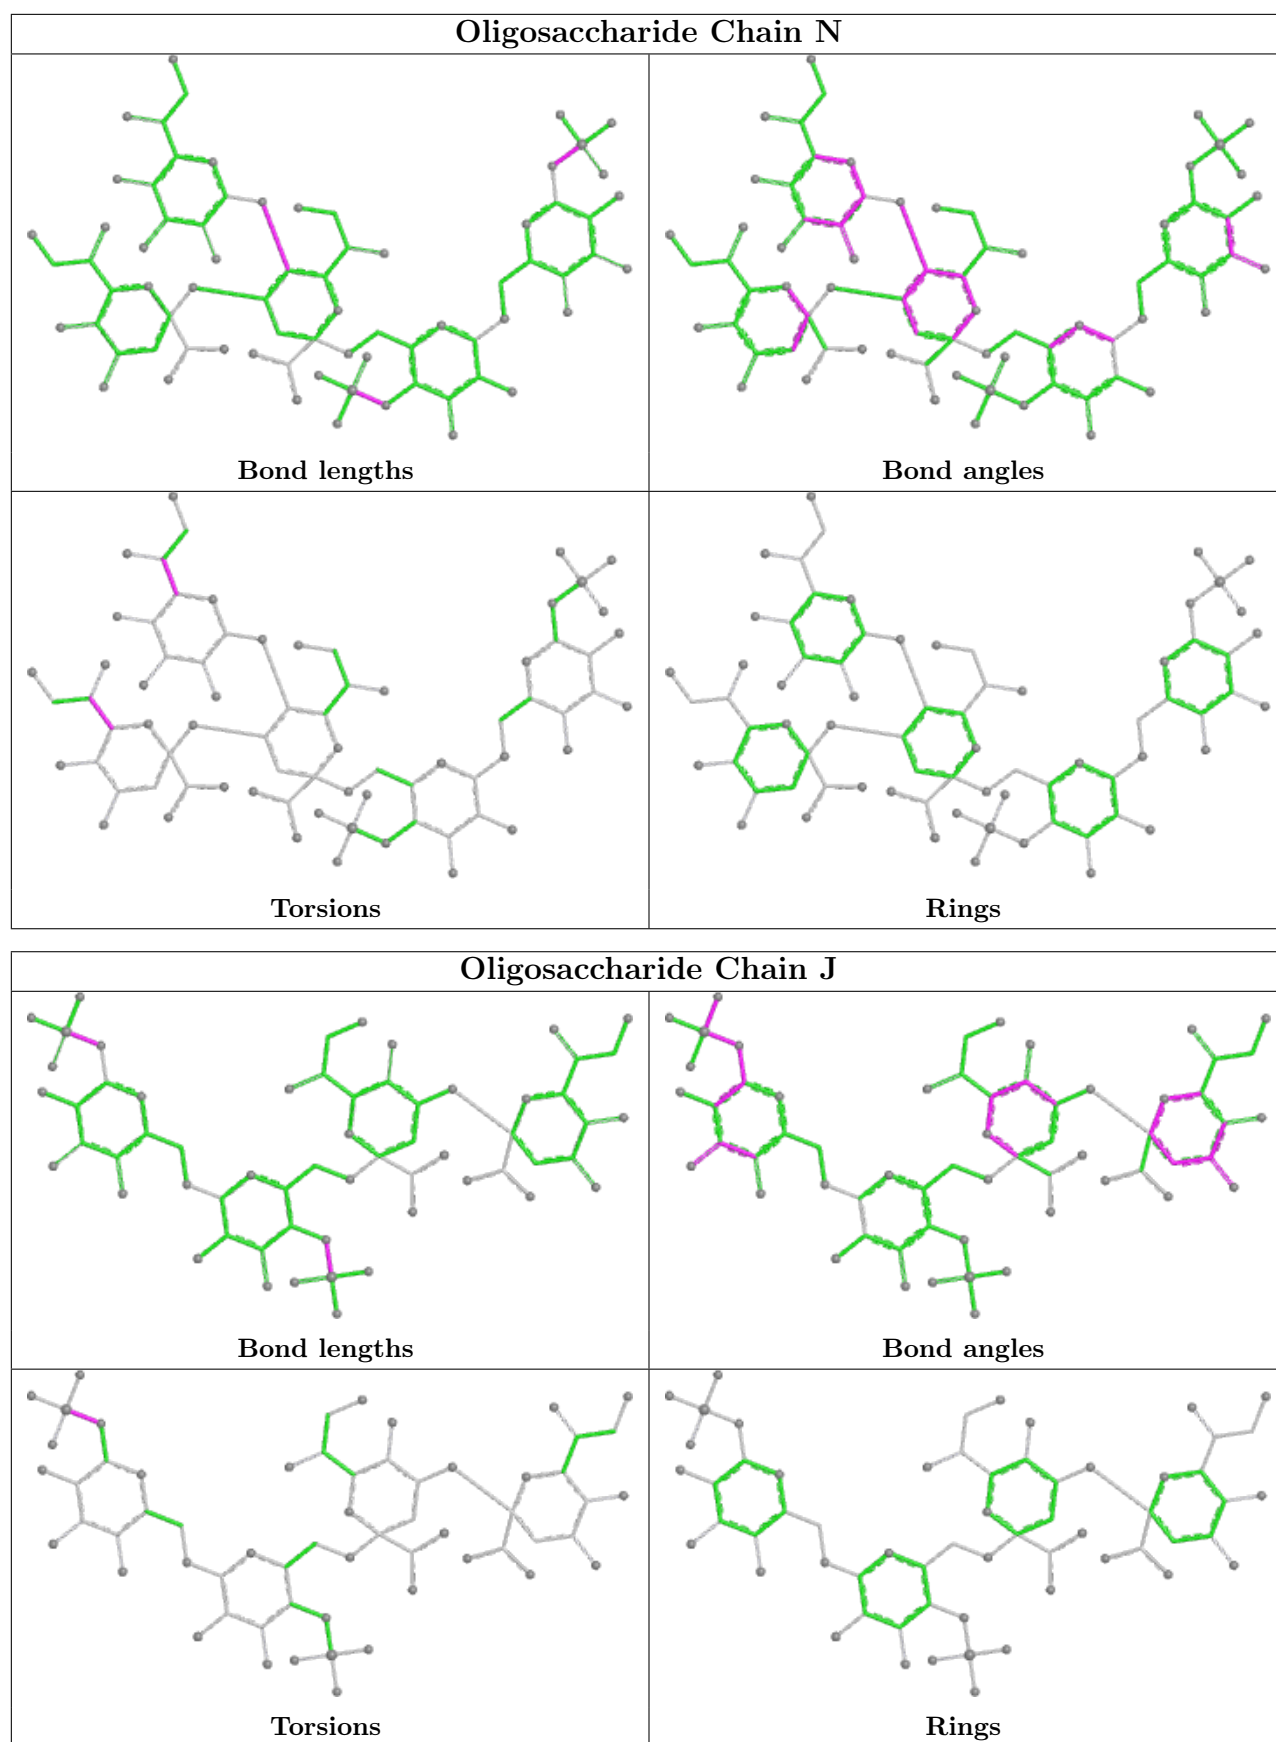 Oligosaccharide Chain N
Bond lengths
Bond angles
Torsions
Rings
Oligosaccharide Chain J
Bond lengths
Bond angles
Torsions
Rings